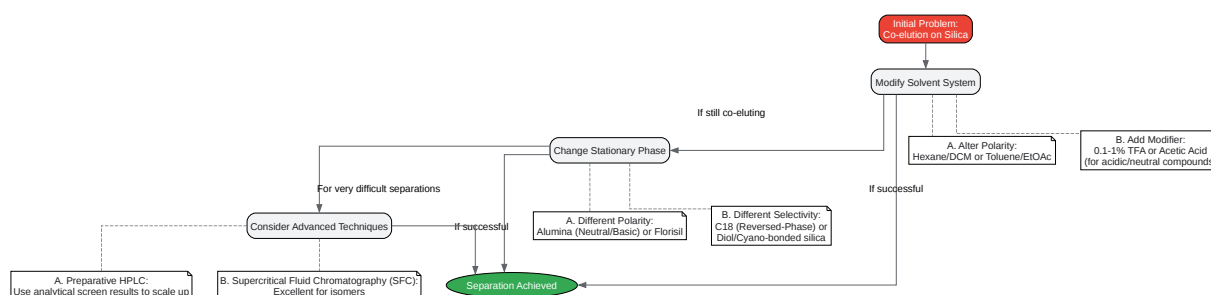 Initial Problem:
Co-elution on Silica
Modify Solvent System
If still co-eluting
A. Alter Polarity:
Hexane/DCM or Toluene/EtOAc
B. Add Modifier:
0.1-1% TFA or Acetic Acid
(for acidic/neutral compounds
Change Stationary Phase
For very difficult separations
If successful
A. Different Polarity:
Alumina (Neutral/Basic) or Florisil
B. Different Selectivity:
C18 (Reversed-Phase) or
Diol/Cyano-bonded silica
Consider Advanced Techniques
If successful
A. Preparative HPLC:
Use analytical screen results to scale up
B. Supercritical Fluid Chromatography (SFC):
Excellent for isomers
Separation Achieved